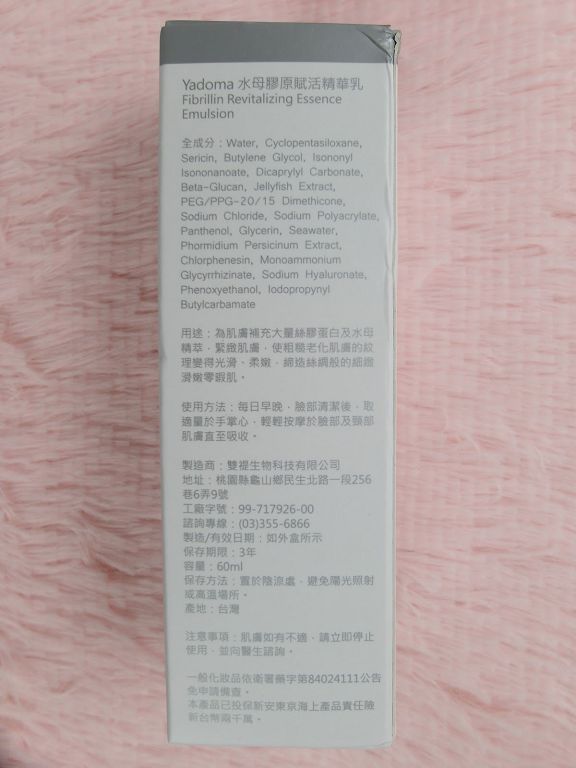 Yadoma 水母膠原賦活精華乳
Fibrillin Revitalizing Essence
Emulsion
全成分：Water, Cyclopentasiloxane,
Sericin, Butylene Glycol, Isononyl
Isononanoate, Dicaprylyl Carbonate,
Beta-Glucan, Jellyfish Extract,
PEG/PPG-20/15 Dimethicone,
Sodium Chloride, Sodium Polyacrylate,
Panthenol, Glycerin, Seawater,
Phormidium Persicinum Extract,
Chlorphenesin, Monoammonium
Glycyrrhizinate, Sodium Hyaluronate,
Phenoxyethanol, Iodopropynyl
Butylcarbamate
用途：為肌膚補充大量絲膠蛋白及水母
精萃，緊緻肌膚，使粗糙老化肌膚的紋
理變得光滑、柔嫩，締造絲綢般的細緻
滑嫩零瑕肌。
使用方法：每日早晚，臉部清潔後，取
適量於手掌心，輕輕按摩於臉部及頸部
肌膚直至吸收。
製造商：雙褆生物科技有限公司
地址：桃園縣龜山鄉民生北路一段256
巷6弄9號
工廠字號：99-717926-00
諮詢專線：(03)355-6866
製造/有效日期：如外盒所示
保存期限：3年
容量：60ml
保存方法：置於陰涼處，避免陽光照射
或高溫場所。
產地：台灣
注意事項：肌膚如有不適，請立即停止
使用，並向醫生諮詢。
一般化妝品依衛署藥字第84024111公告
免申請備查。
本產品已投保新安東京海上產品責任險
新台幣兩千萬。